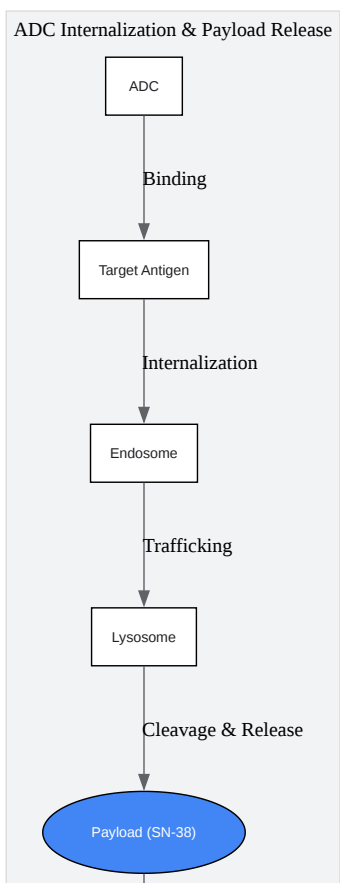 ADC Internalization & Payload Release
ADC
Binding
Target Antigen
Internalization
Endosome
Trafficking
Lysosome
Cleavage & Release
Payload (SN-38)